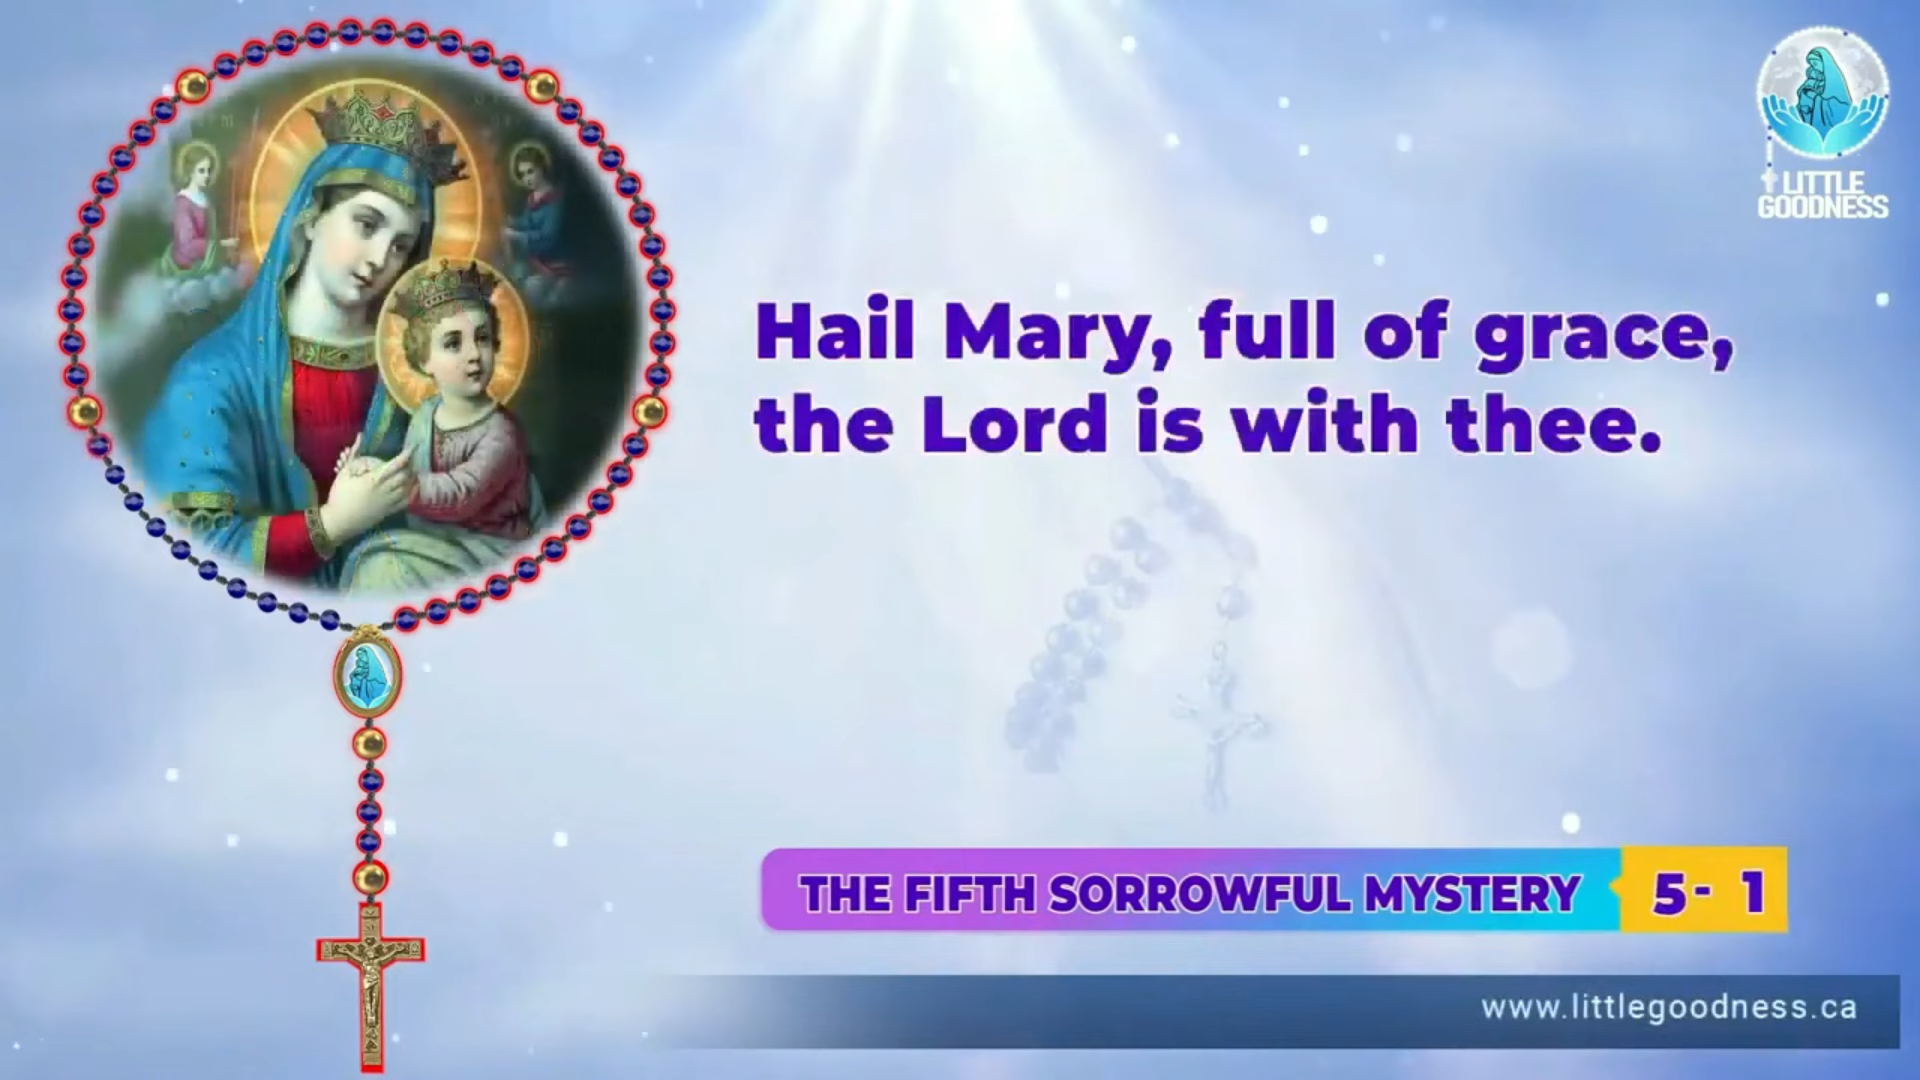 LITTLE
GOODNESS
Hail Mary, full of grace,
the Lord is with thee.
THE FIFTH SORROWFUL MYSTERY 5- 1
www.littlegoodness.ca